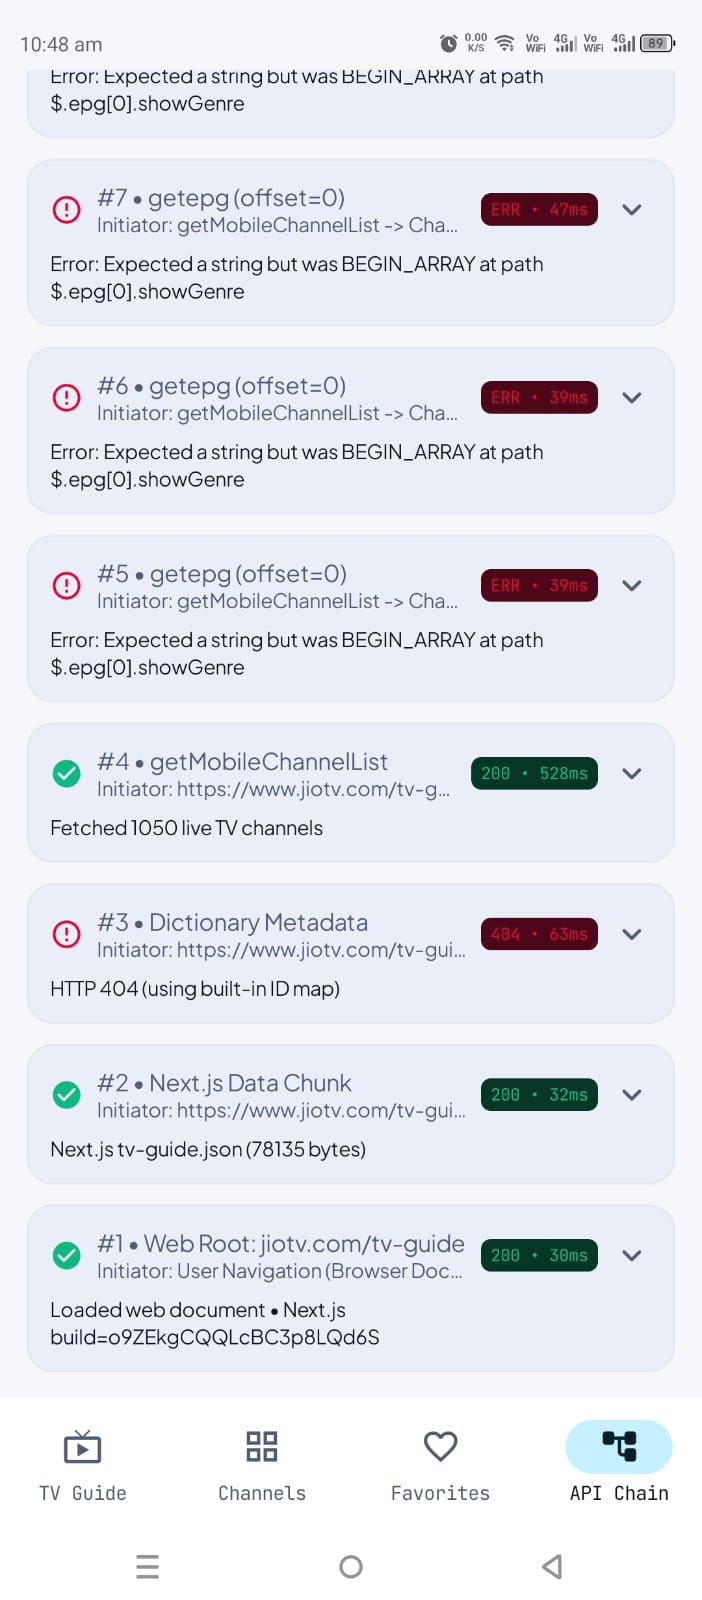 10:48 am
0.00 K/S
Vo WiFi
4G
Vo WiFi
4G
89
Error: Expected a string but was BEGIN_ARRAY at path
$.epg[0].showGenre
#7 • getepg (offset=0)
Initiator: getMobileChannelList -> Cha...
ERR • 47ms
Error: Expected a string but was BEGIN_ARRAY at path
$.epg[0].showGenre
#6 • getepg (offset=0)
Initiator: getMobileChannelList -> Cha...
ERR • 39ms
Error: Expected a string but was BEGIN_ARRAY at path
$.epg[0].showGenre
#5 • getepg (offset=0)
Initiator: getMobileChannelList -> Cha...
ERR • 39ms
Error: Expected a string but was BEGIN_ARRAY at path
$.epg[0].showGenre
#4 • getMobileChannelList
Initiator: https://www.jiotv.com/tv-g...
200 • 528ms
Fetched 1050 live TV channels
#3 • Dictionary Metadata
Initiator: https://www.jiotv.com/tv-gui...
404 • 63ms
HTTP 404 (using built-in ID map)
#2 • Next.js Data Chunk
Initiator: https://www.jiotv.com/tv-gui...
200 • 32ms
Next.js tv-guide.json (78135 bytes)
#1 • Web Root: jiotv.com/tv-guide
Initiator: User Navigation (Browser Doc...
200 • 30ms
Loaded web document • Next.js
build=o9ZEkgCQQLcBC3p8LQd6S
TV Guide
Channels
Favorites
API Chain